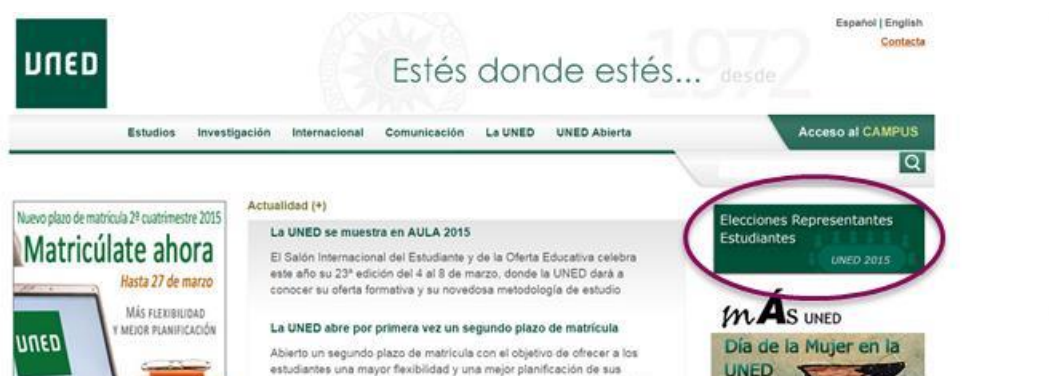 Español | English
Contacta
UNED
1972
Estés donde estés... desde
Estudios Investigación Internacional Comunicación La UNED UNED Abierta
Acceso al CAMPUS
Nuevo plazo de matrícula 2º cuatrimestre 2015
Matricúlate ahora
Hasta 27 de marzo
MÁS FLEXIBILIDAD
Y MEJOR PLANIFICACIÓN
UNED
Actualidad (+)
La UNED se muestra en AULA 2015
El Salón Internacional del Estudiante y de la Oferta Educativa celebra
este año su 23ª edición del 4 al 8 de marzo, donde la UNED dará a
conocer su oferta formativa y su novedosa metodología de estudio
La UNED abre por primera vez un segundo plazo de matrícula
Abierto un segundo plazo de matrícula con el objetivo de ofrecer a los
estudiantes una mayor flexibilidad y una mejor planificación de sus
Elecciones Representantes
Estudiantes
UNED 2015
mÁs UNED
Día de la Mujer en la
UNED